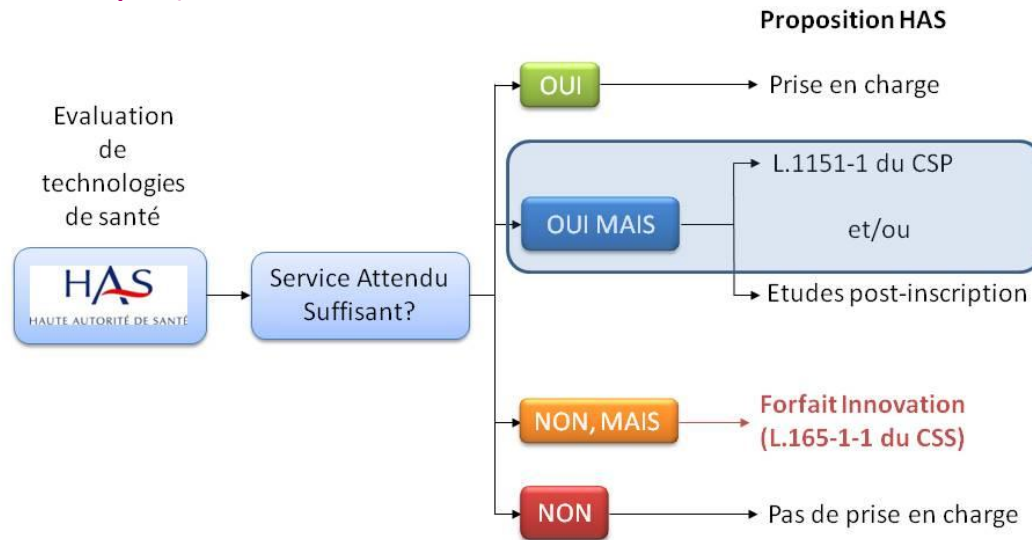 Proposition HAS
OUI
Prise en charge
Evaluation
de
technologies
de santé
L.1151-1 du CSP
OUI MAIS
et/ou
HAS
HAUTE AUTORITÉ DE SANTÉ
Service Attendu
Suffisant?
Etudes post-inscription
NON, MAIS
Forfait Innovation
(L.165-1-1 du CSS)
NON
Pas de prise en charge